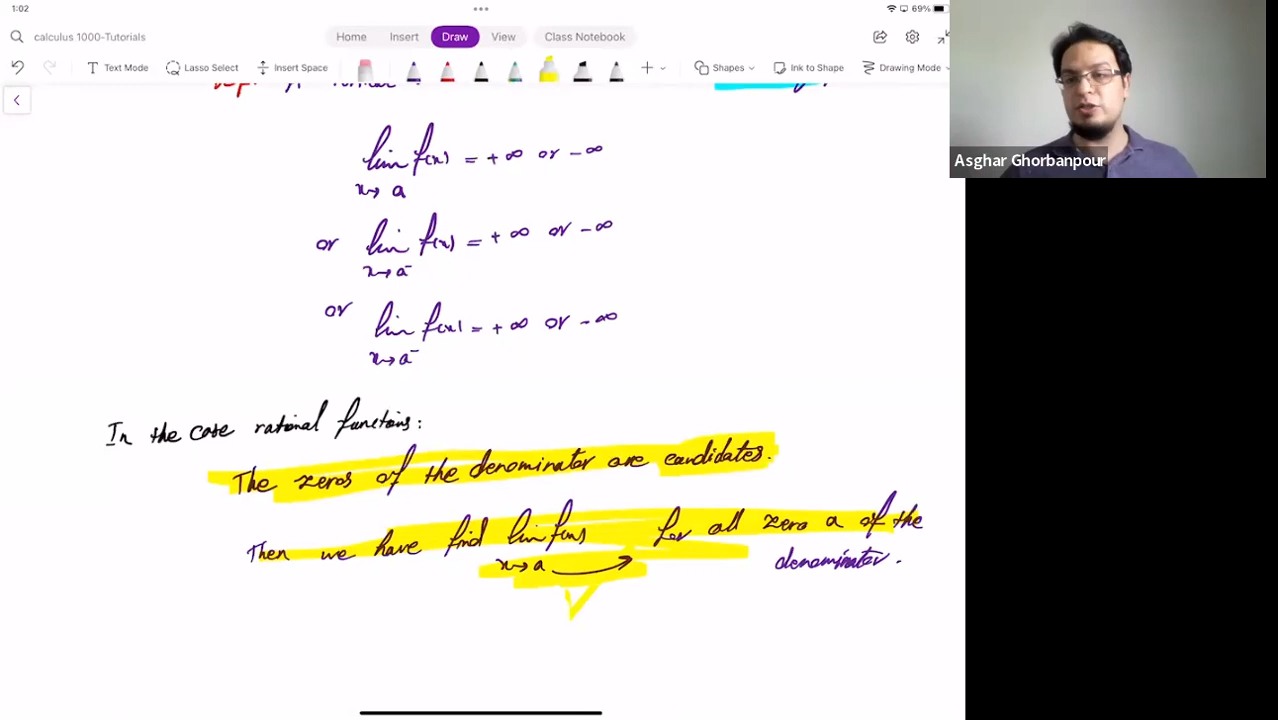 1:02
69%
calculus 1000-Tutorials
Home Insert Draw View Class Notebook
Text Mode Lasso Select Insert Space Shapes Ink to Shape Drawing Mode
Asghar Ghorbanpour
lim f(x) = +∞ or -∞
x→a
or lim f(x) = +∞ or -∞
x→a⁻
or lim f(x) = +∞ or -∞
x→a⁻
In the case rational functions:
The zeros of the denominator are candidates.
Then we have find lim f(x) for all zero a of the
x→a
denominator.